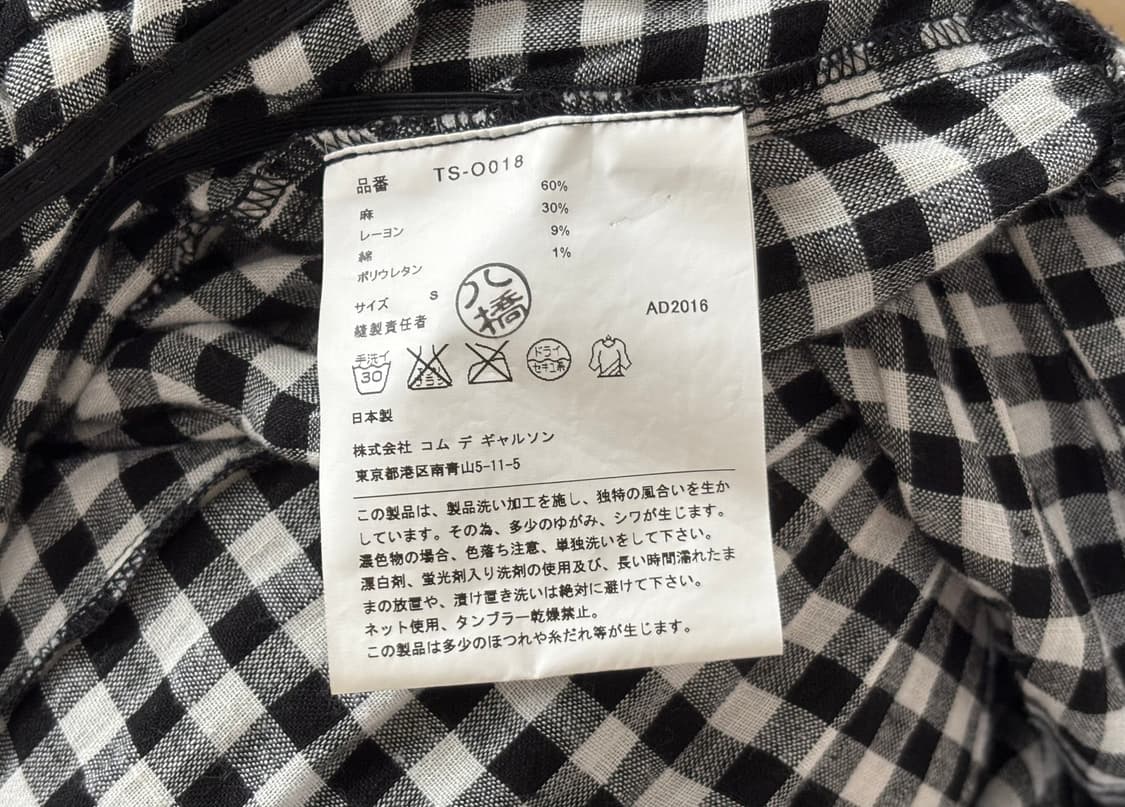 品番 TS-O018
60%
麻 30%
レーヨン 9%
綿 1%
ポリウレタン
サイズ S
縫製責任者 八橋
AD2016
手洗イ
30
エンソ
サラシ
ドライ
セキユ系
日本製
株式会社 コム デ ギャルソン
東京都港区南青山5-11-5
この製品は、製品洗い加工を施し、独特の風合いを生か
しています。その為、多少のゆがみ、シワが生じます。
濃色物の場合、色落ち注意、単独洗いをして下さい。
漂白剤、蛍光剤入り洗剤の使用及び、長い時間濡れたま
まの放置や、漬け置き洗いは絶対に避けて下さい。
ネット使用、タンブラー乾燥禁止。
この製品は多少のほつれや糸だれ等が生じます。